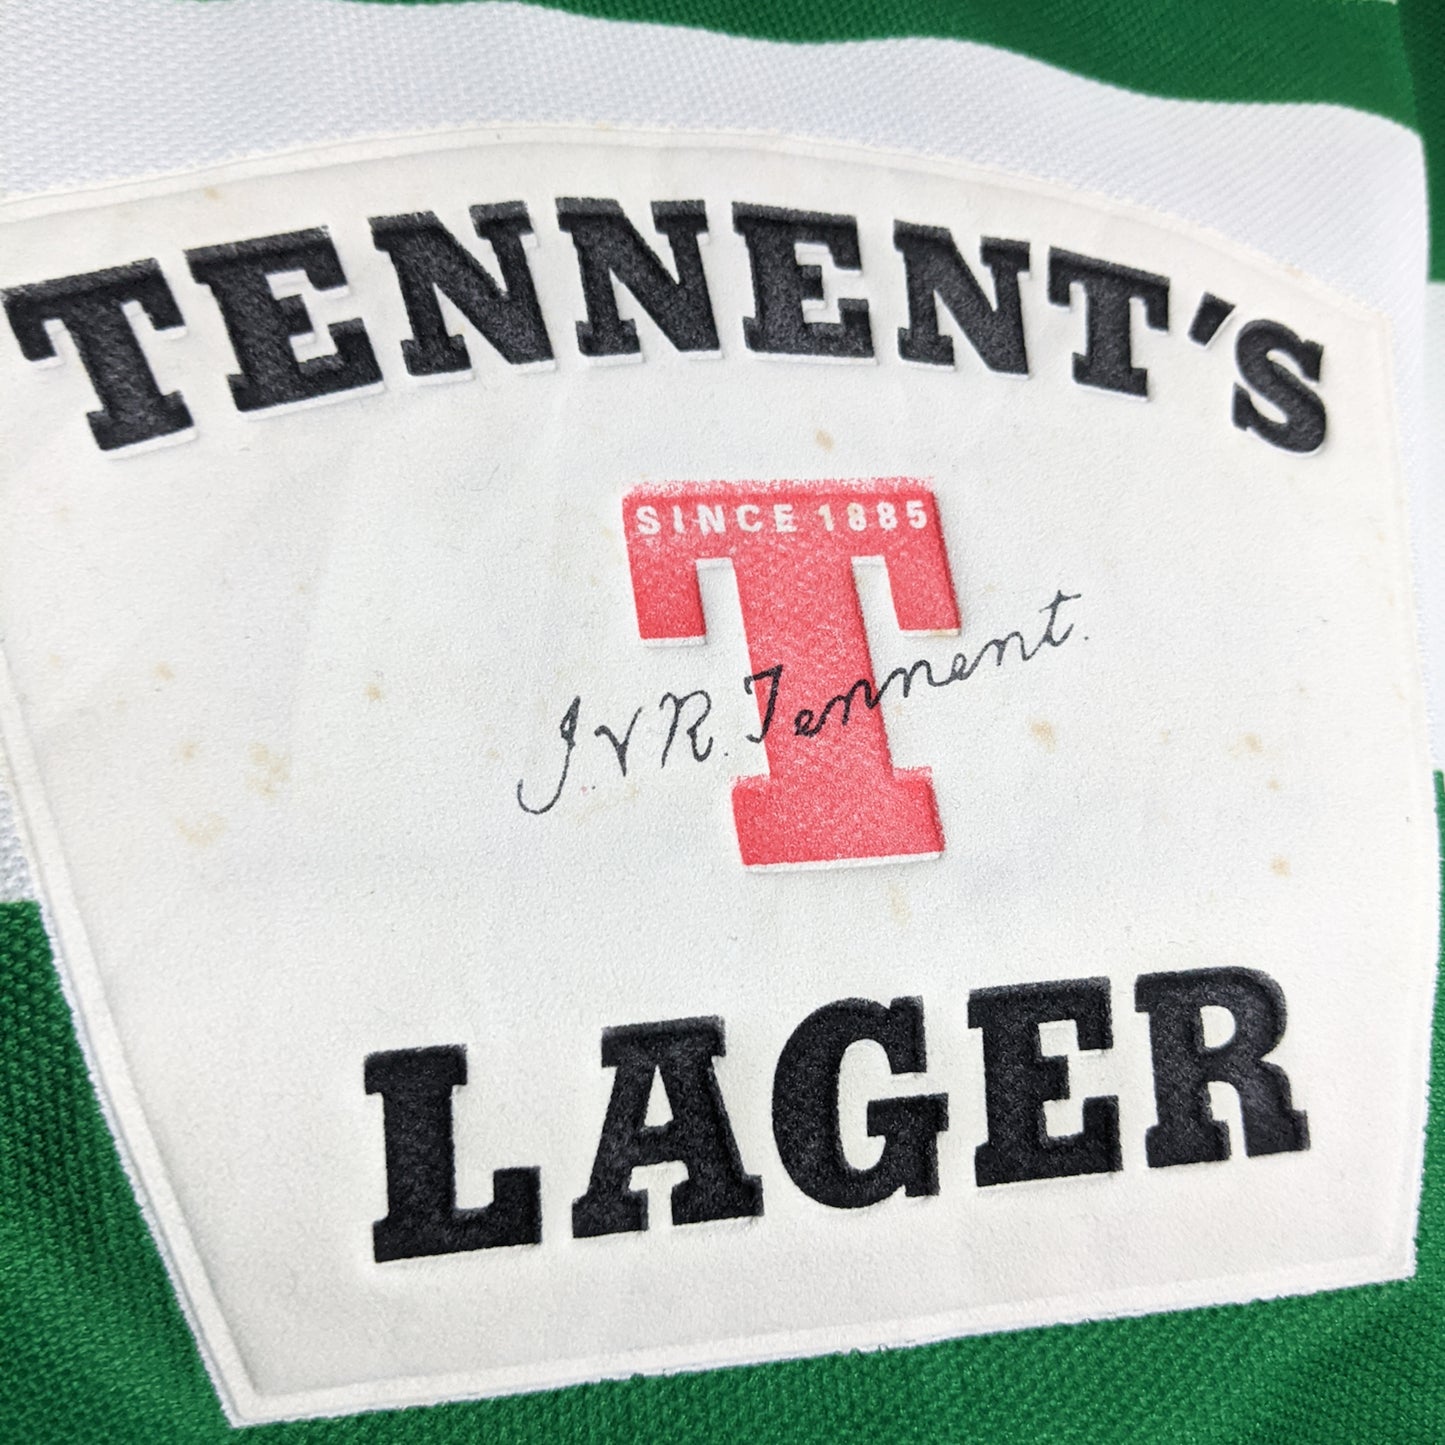 TENNENT'S
SINCE 1885
J.V.R. Tennent.
LAGER